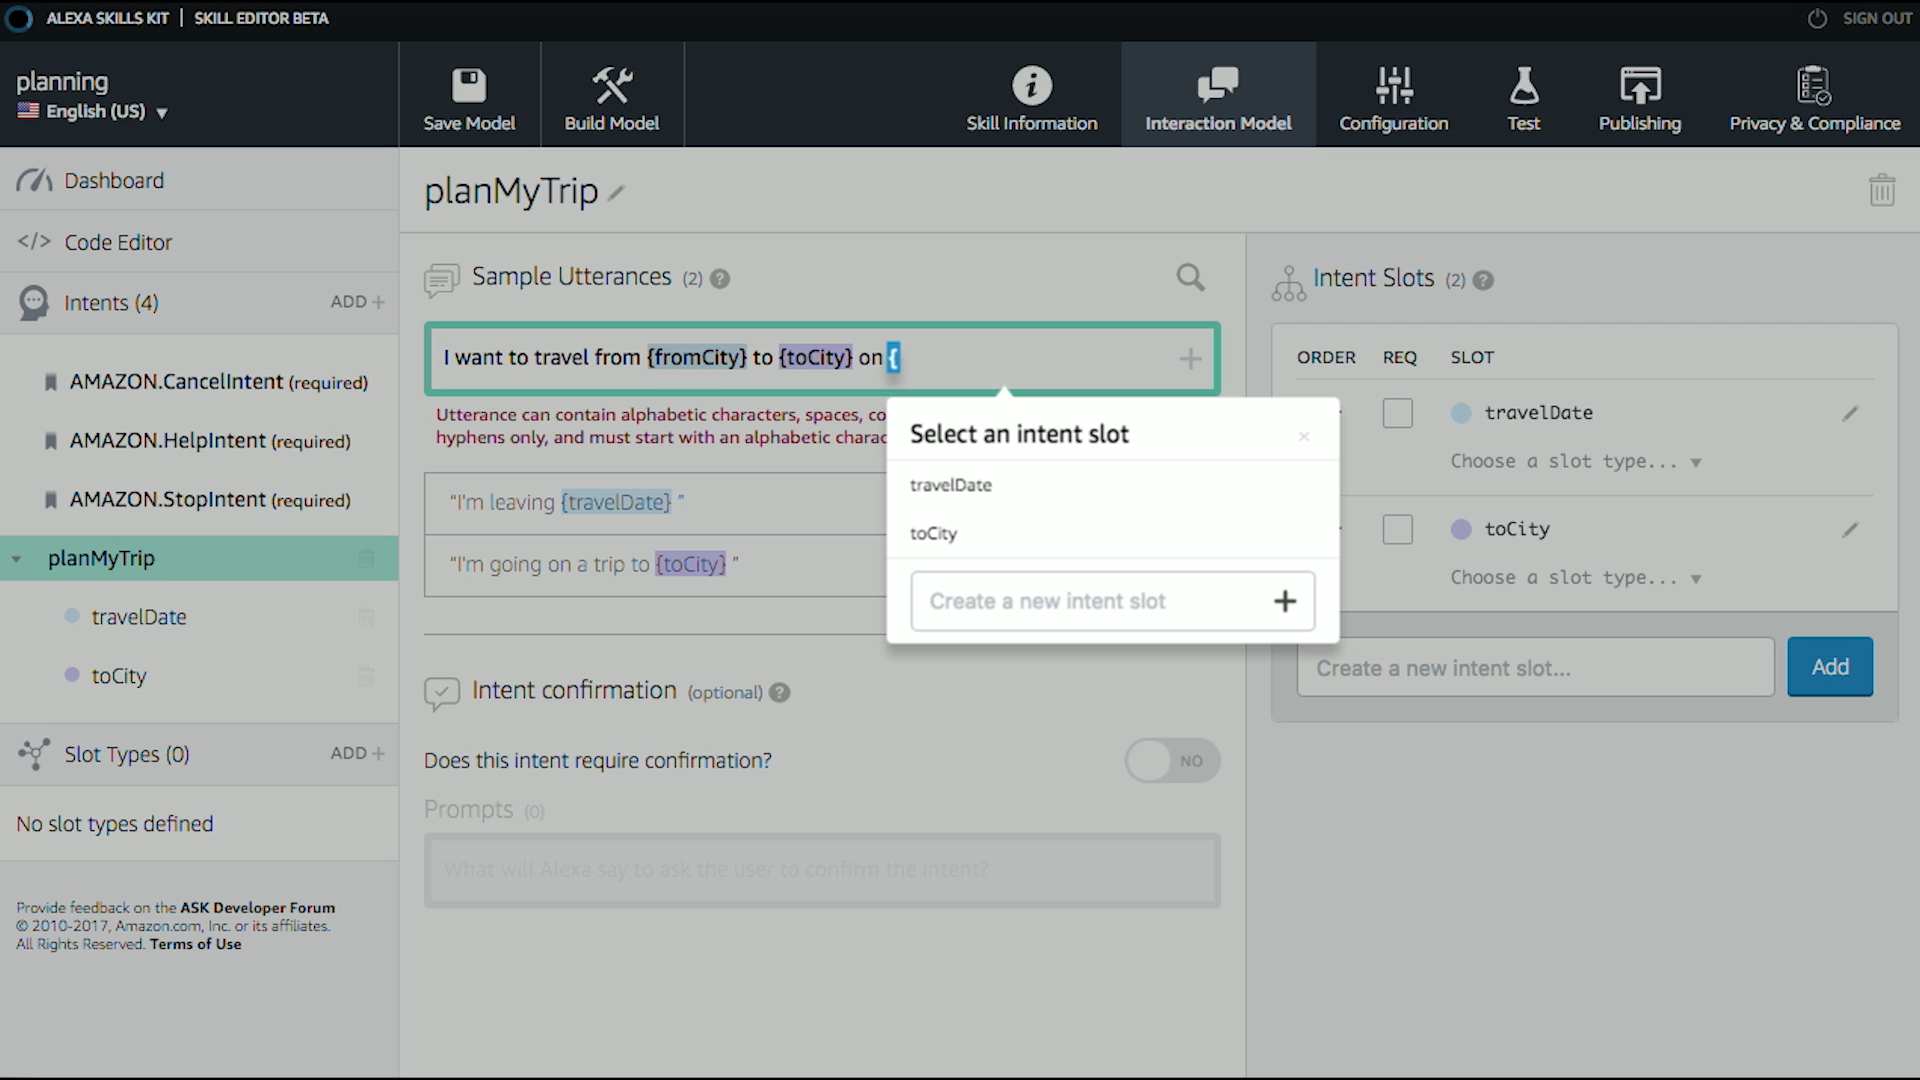 ALEXA SKILLS KIT | SKILL EDITOR BETA
SIGN OUT
planning
English (US)
Save Model
Build Model
Skill Information
Interaction Model
Configuration
Test
Publishing
Privacy & Compliance
Dashboard
</> Code Editor
Intents (4)
ADD +
AMAZON.CancelIntent (required)
AMAZON.HelpIntent (required)
AMAZON.StopIntent (required)
planMyTrip
travelDate
toCity
Slot Types (0)
ADD +
No slot types defined
Provide feedback on the ASK Developer Forum
© 2010-2017, Amazon.com, Inc. or its affiliates.
All Rights Reserved. Terms of Use
planMyTrip
Sample Utterances (2) ?
I want to travel from {fromCity} to {toCity} on {
Utterance can contain alphabetic characters, spaces,
hyphens only, and must start with an alphabetic
“I'm leaving {travelDate} ”
“I'm going on a trip to {toCity} ”
Select an intent slot
travelDate
toCity
Create a new intent slot +
Intent confirmation (optional) ?
Does this intent require confirmation?
NO
Prompts (0)
What will Alexa say to ask the user to confirm the intent?
Intent Slots (2) ?
ORDER REQ SLOT
travelDate
Choose a slot type...
toCity
Choose a slot type...
Create a new intent slot...
Add